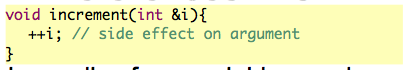 void increment(int &i){
++i; // side effect on argument
}